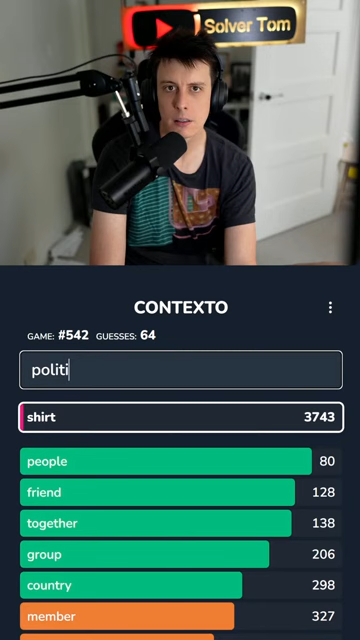 Solver Tom
CONTEXTO
GAME: #542 GUESSES: 64
politi
shirt 3743
people 80
friend 128
together 138
group 206
country 298
member 327